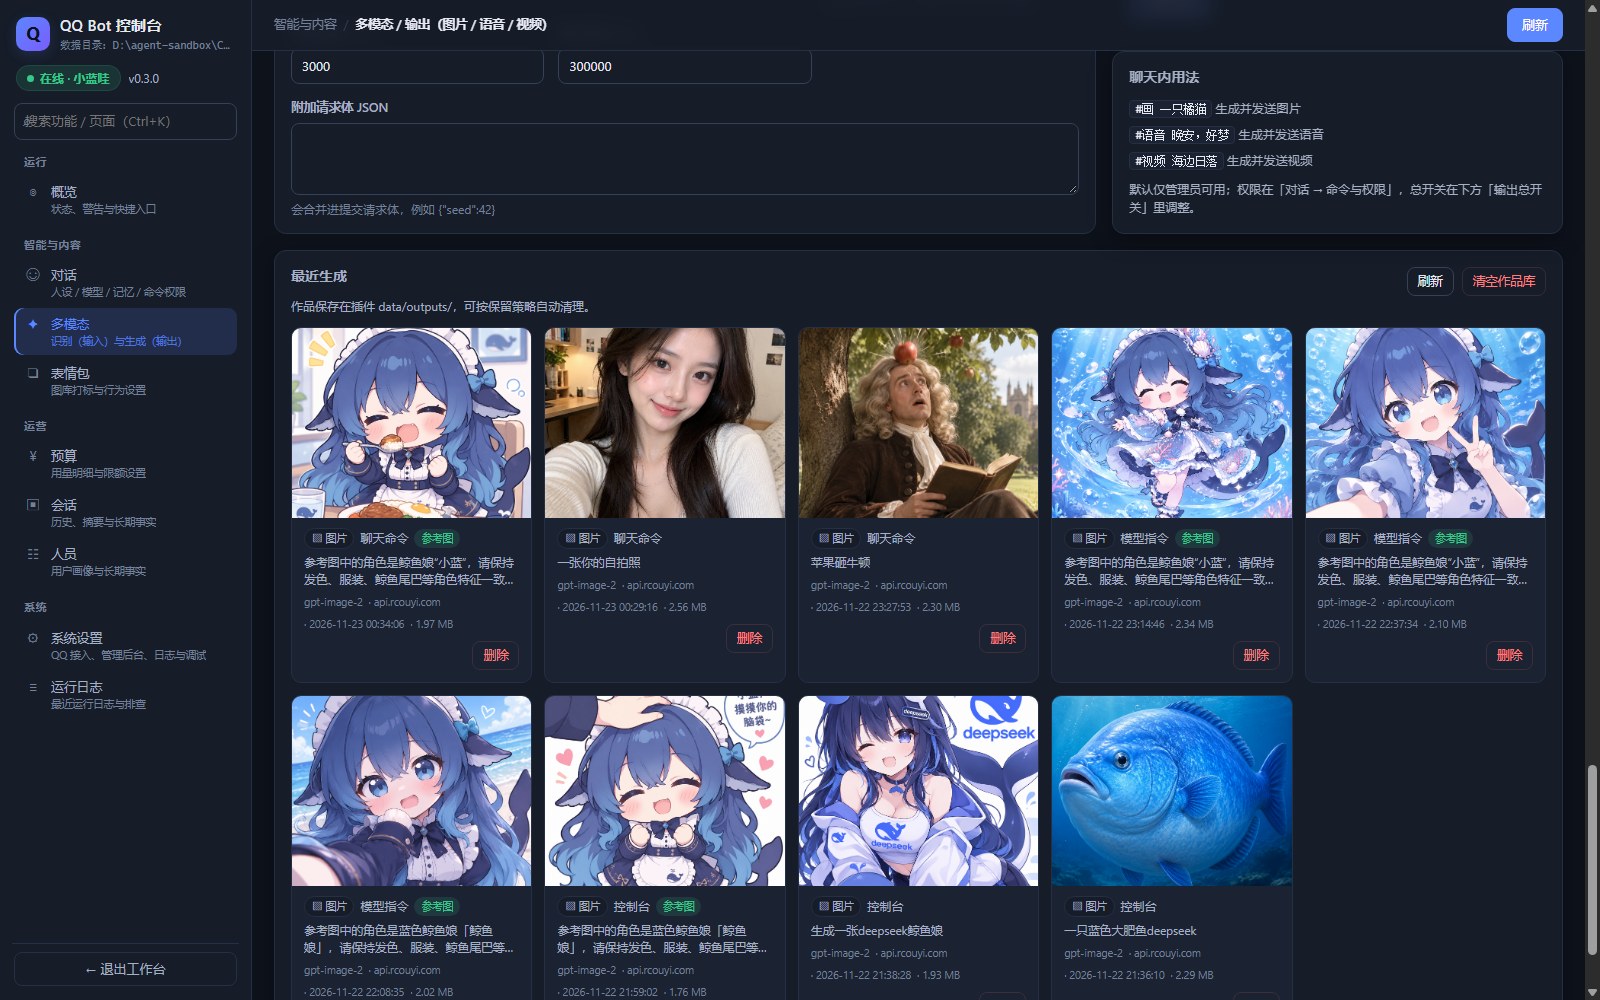 Q
QQ Bot 控制台
数据目录: D:\agent-sandbox\C...
在线 · 小蓝哇
v0.3.0
搜索功能 / 页面（Ctrl+K）
运行
概览
状态、警告与快捷入口
智能与内容
对话
人设 / 模型 / 记忆 / 命令权限
多模态
识别（输入）与生成（输出）
表情包
图库打标与行为设置
运营
¥ 预算
用量明细与限额设置
会话
历史、摘要与长期事实
人员
用户画像与长期事实
系统
系统设置
QQ 接入、管理后台、日志与调试
运行日志
最近运行日志与排查
← 退出工作台
智能与内容 / 多模态 / 输出（图片 / 语音 / 视频）
刷新
3000
300000
附加请求体 JSON
会合并进提交请求体，例如 {"seed":42}
聊天内用法
#画 一只橘猫 生成并发送图片
#语音 晚安，好梦 生成并发送语音
#视频 海边日落 生成并发送视频
默认仅管理员可用；权限在「对话 → 命令与权限」，总开关在下方「输出总开
关」里调整。
最近生成
刷新
清空作品库
作品保存在插件 data/outputs/，可按保留策略自动清理。
图片 聊天命令 参考图
参考图中的角色是鲸鱼娘“小蓝”，请保持
发色、服装、鲸鱼尾巴等角色特征一致...
gpt-image-2 · api.rcouyi.com
· 2026-11-23 00:34:06 · 1.97 MB
删除
图片 聊天命令
一张你的自拍照
gpt-image-2 · api.rcouyi.com
· 2026-11-23 00:29:16 · 2.56 MB
删除
图片 聊天命令
苹果砸牛顿
gpt-image-2 · api.rcouyi.com
· 2026-11-22 23:27:53 · 2.30 MB
删除
图片 模型指令 参考图
参考图中的角色是鲸鱼娘“小蓝”，请保持
发色、服装、鲸鱼尾巴等角色特征一致...
gpt-image-2 · api.rcouyi.com
· 2026-11-22 23:14:46 · 2.34 MB
删除
图片 模型指令 参考图
参考图中的角色是鲸鱼娘“小蓝”，请保持
发色、服装、鲸鱼尾巴等角色特征一致...
gpt-image-2 · api.rcouyi.com
· 2026-11-22 22:37:34 · 2.10 MB
删除
图片 模型指令 参考图
参考图中的角色是蓝色鲸鱼娘「鲸鱼
娘」，请保持发色、服装、鲸鱼尾巴等...
gpt-image-2 · api.rcouyi.com
· 2026-11-22 22:08:35 · 2.02 MB
摸摸你的
脑袋~
图片 控制台 参考图
参考图中的角色是蓝色鲸鱼娘「鲸鱼
娘」，请保持发色、服装、鲸鱼尾巴等...
gpt-image-2 · api.rcouyi.com
· 2026-11-22 21:59:02 · 1.76 MB
deepseek
deepseek
deepseek
图片 控制台
生成一张deepseek鲸鱼娘
gpt-image-2 · api.rcouyi.com
· 2026-11-22 21:38:28 · 1.93 MB
图片 控制台
一只蓝色大肥鱼deepseek
gpt-image-2 · api.rcouyi.com
· 2026-11-22 21:36:10 · 2.29 MB